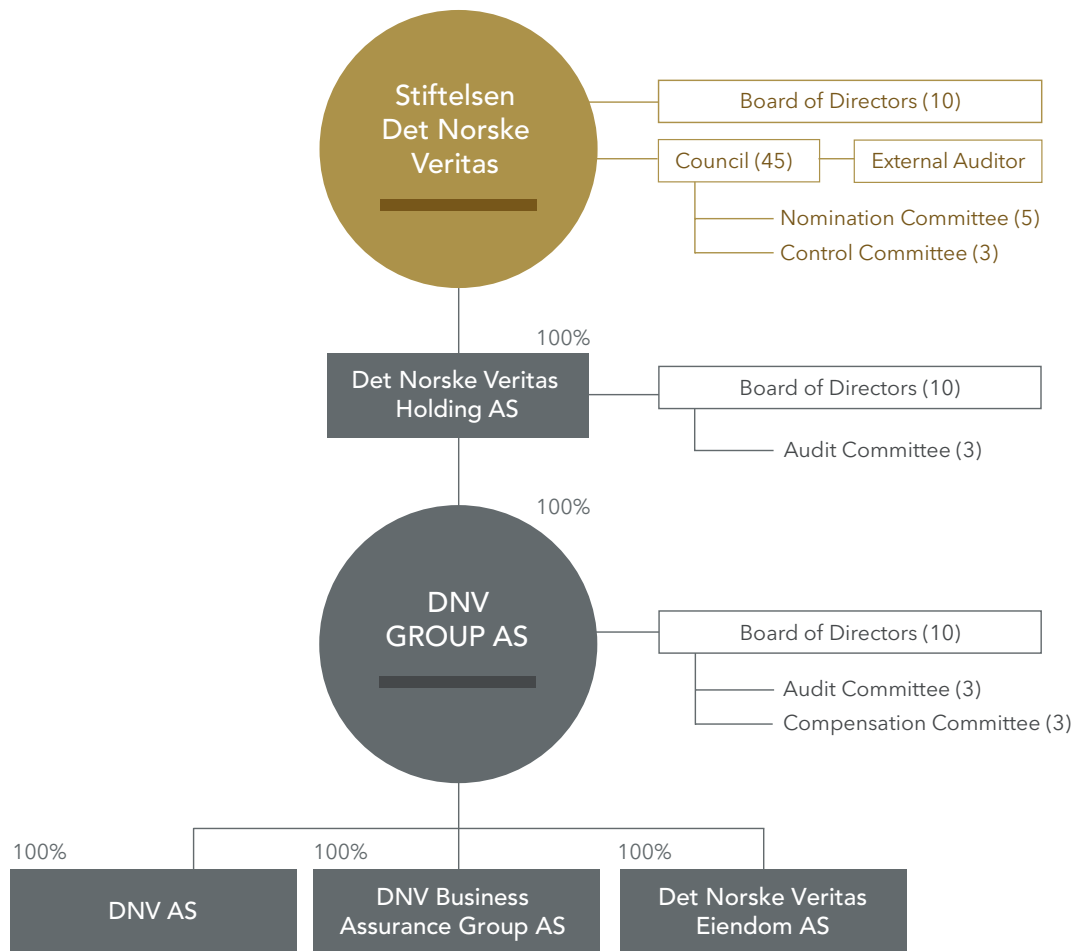 Stiftelsen
Det Norske
Veritas
Board of Directors (10)
Council (45)
External Auditor
Nomination Committee (5)
Control Committee (3)
100%
Det Norske Veritas
Holding AS
Board of Directors (10)
Audit Committee (3)
100%
DNV
GROUP AS
Board of Directors (10)
Audit Committee (3)
Compensation Committee (3)
100%
DNV AS
100%
DNV Business
Assurance Group AS
100%
Det Norske Veritas
Eiendom AS